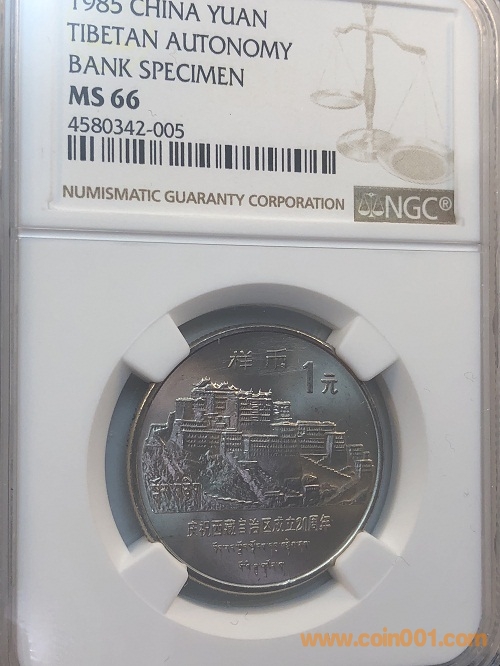 1985 CHINA YUAN
TIBETAN AUTONOMY
BANK SPECIMEN
MS 66
4580342-005
NUMISMATIC GUARANTY CORPORATION
NGC®
样币
1元
庆祝西藏自治区成立20周年
www.coin001.com